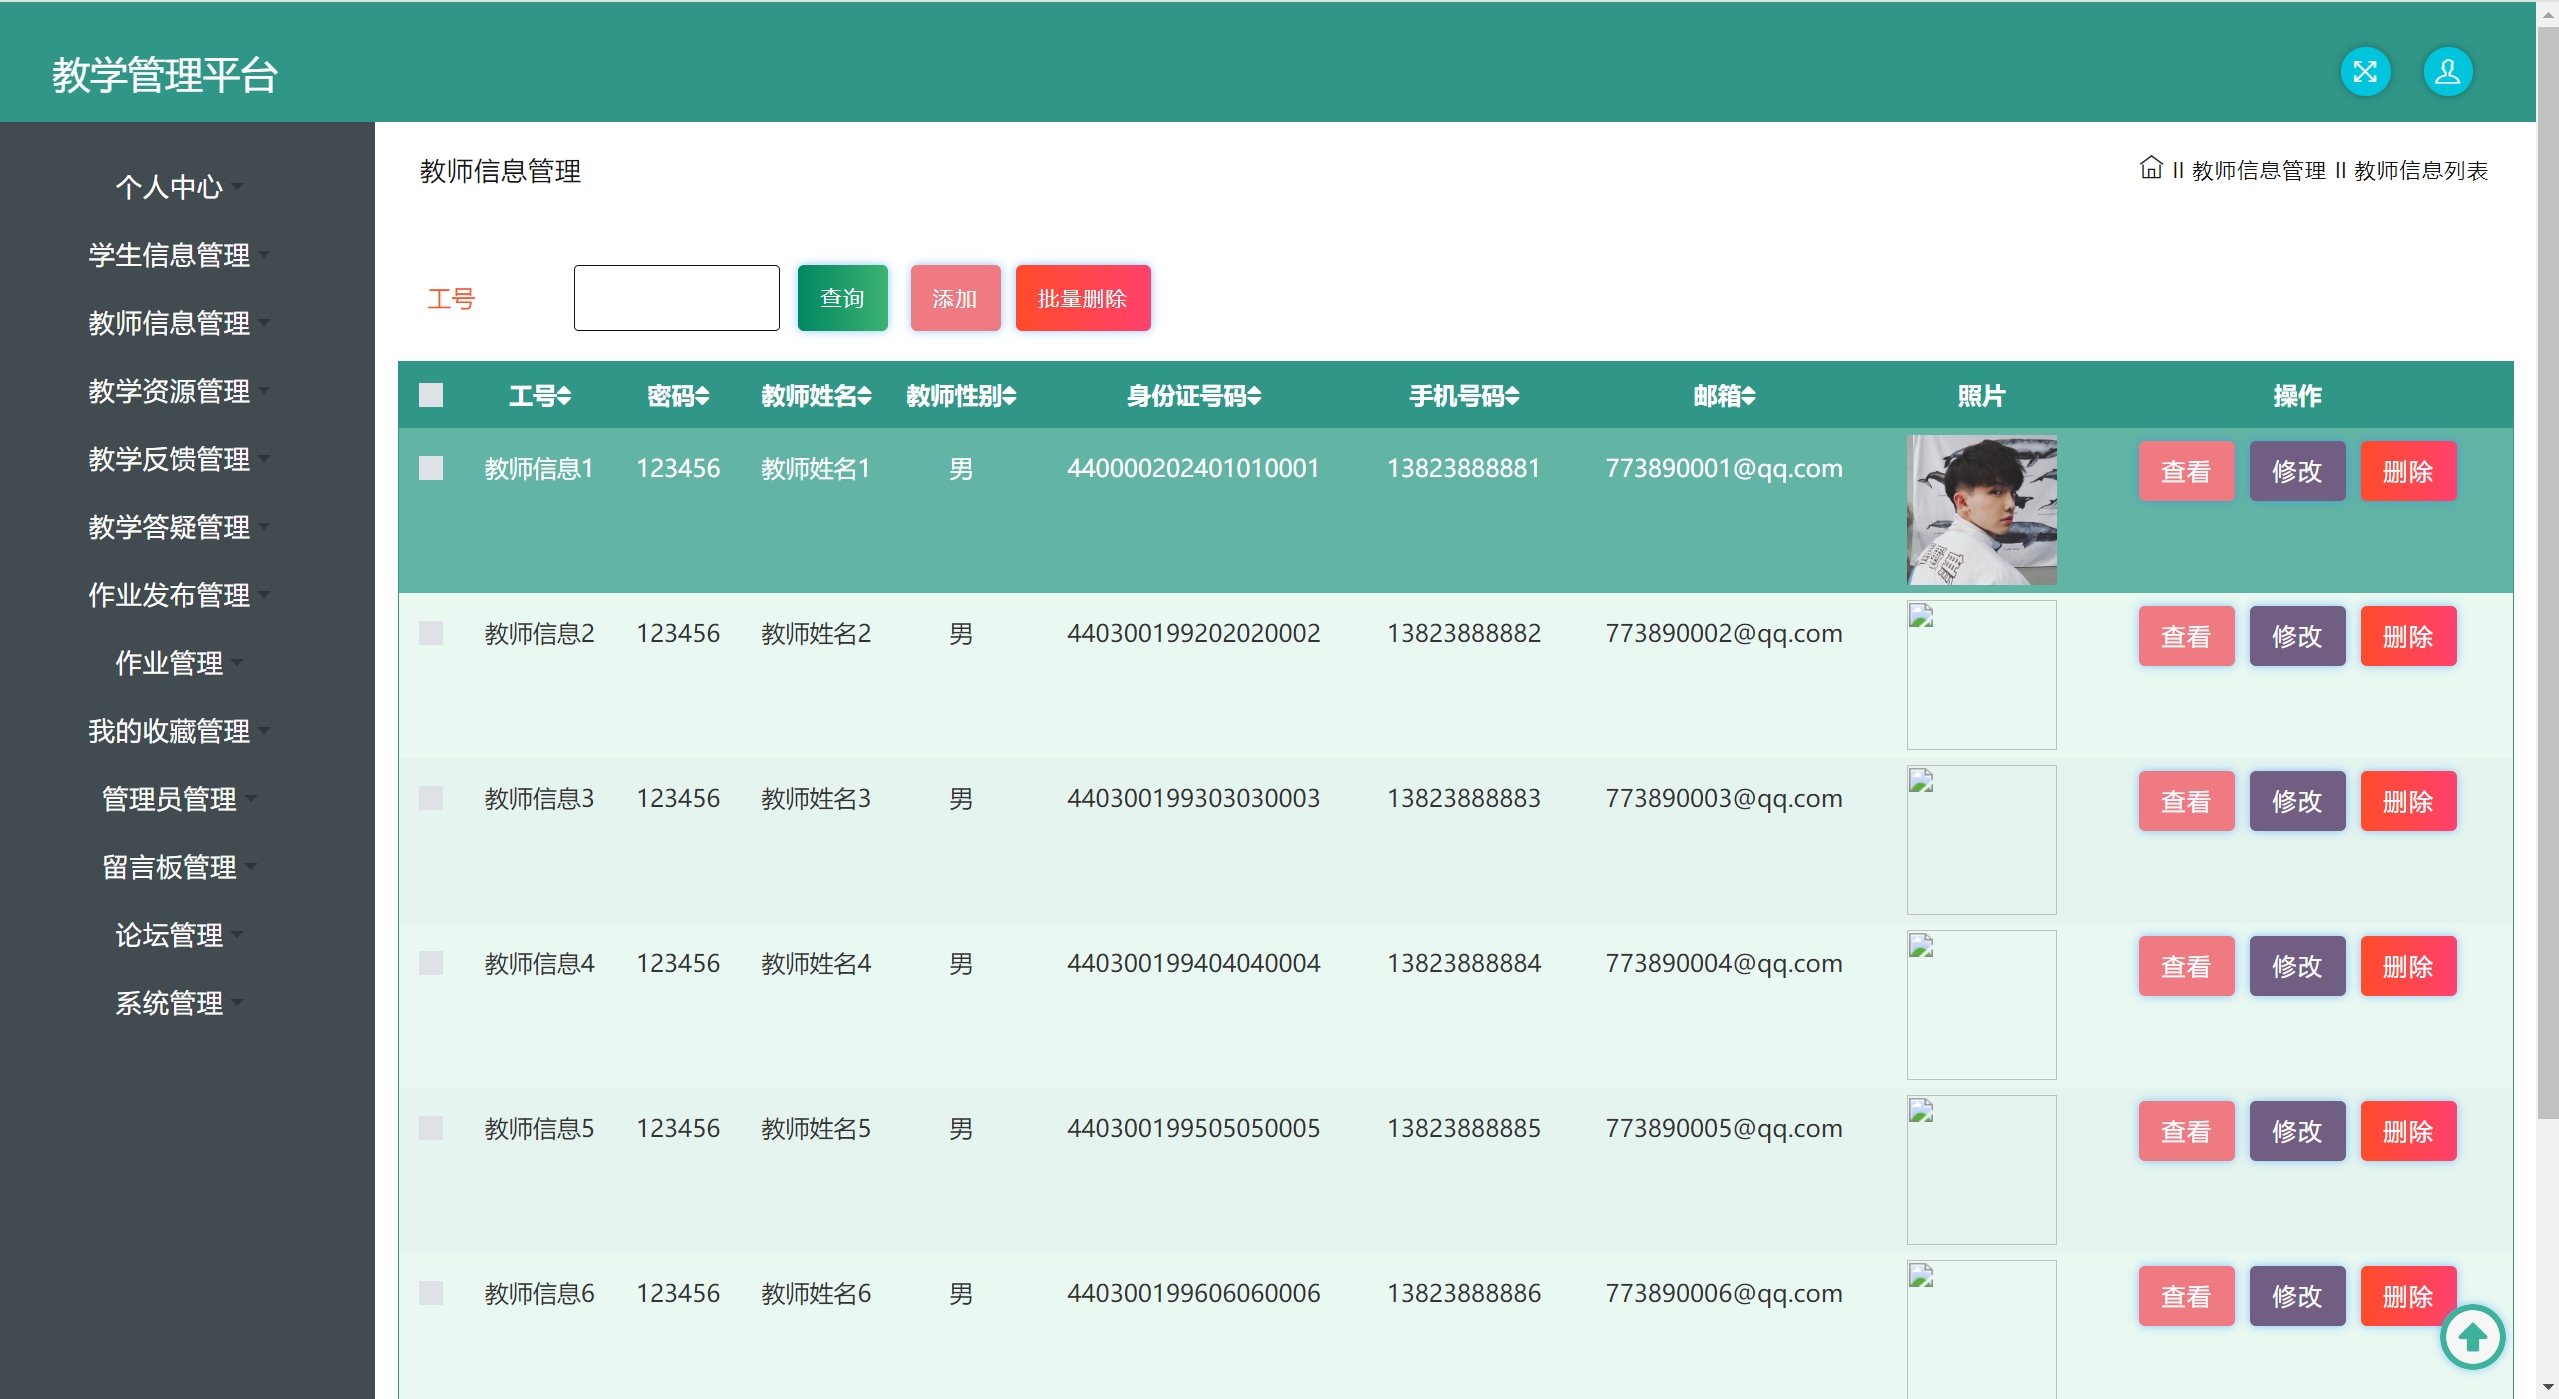 教学管理平台
个人中心
学生信息管理
教师信息管理
教学资源管理
教学反馈管理
教学答疑管理
作业发布管理
作业管理
我的收藏管理
管理员管理
留言板管理
论坛管理
系统管理
教师信息管理
II 教师信息管理 II 教师信息列表
工号 查询 添加 批量删除
工号 密码 教师姓名 教师性别 身份证号码 手机号码 邮箱 照片 操作
教师信息1 123456 教师姓名1 男 440000202401010001 13823888881 773890001@qq.com 查看 修改 删除
教师信息2 123456 教师姓名2 男 440300199202020002 13823888882 773890002@qq.com 查看 修改 删除
教师信息3 123456 教师姓名3 男 440300199303030003 13823888883 773890003@qq.com 查看 修改 删除
教师信息4 123456 教师姓名4 男 440300199404040004 13823888884 773890004@qq.com 查看 修改 删除
教师信息5 123456 教师姓名5 男 440300199505050005 13823888885 773890005@qq.com 查看 修改 删除
教师信息6 123456 教师姓名6 男 440300199606060006 13823888886 773890006@qq.com 查看 修改 删除